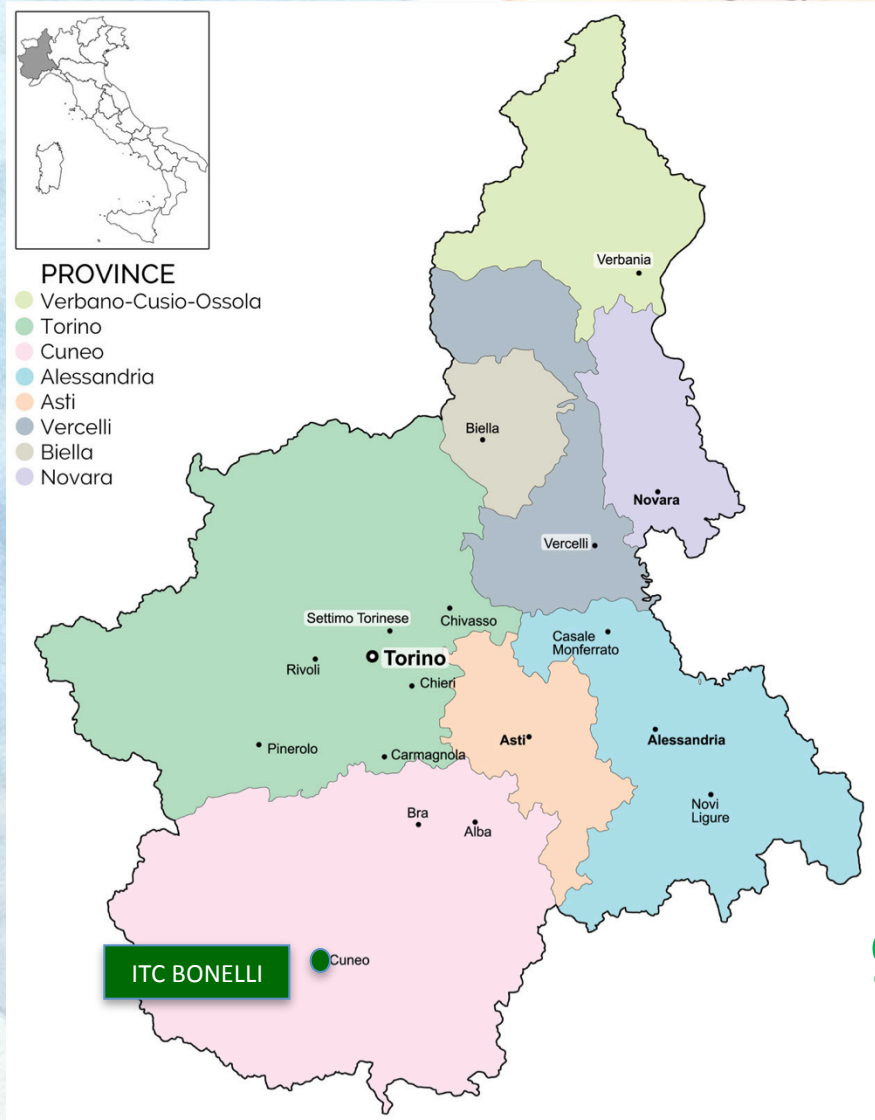 PROVINCE
Verbano-Cusio-Ossola
Torino
Cuneo
Alessandria
Asti
Vercelli
Biella
Novara
Verbania
Biella
Novara
Vercelli
Settimo Torinese
Chivasso
Casale
Monferrato
Torino
Rivoli
Chieri
Asti
Alessandria
Pinerolo
Carmagnola
Novi
Ligure
Bra
Alba
ITC BONELLI
Cuneo